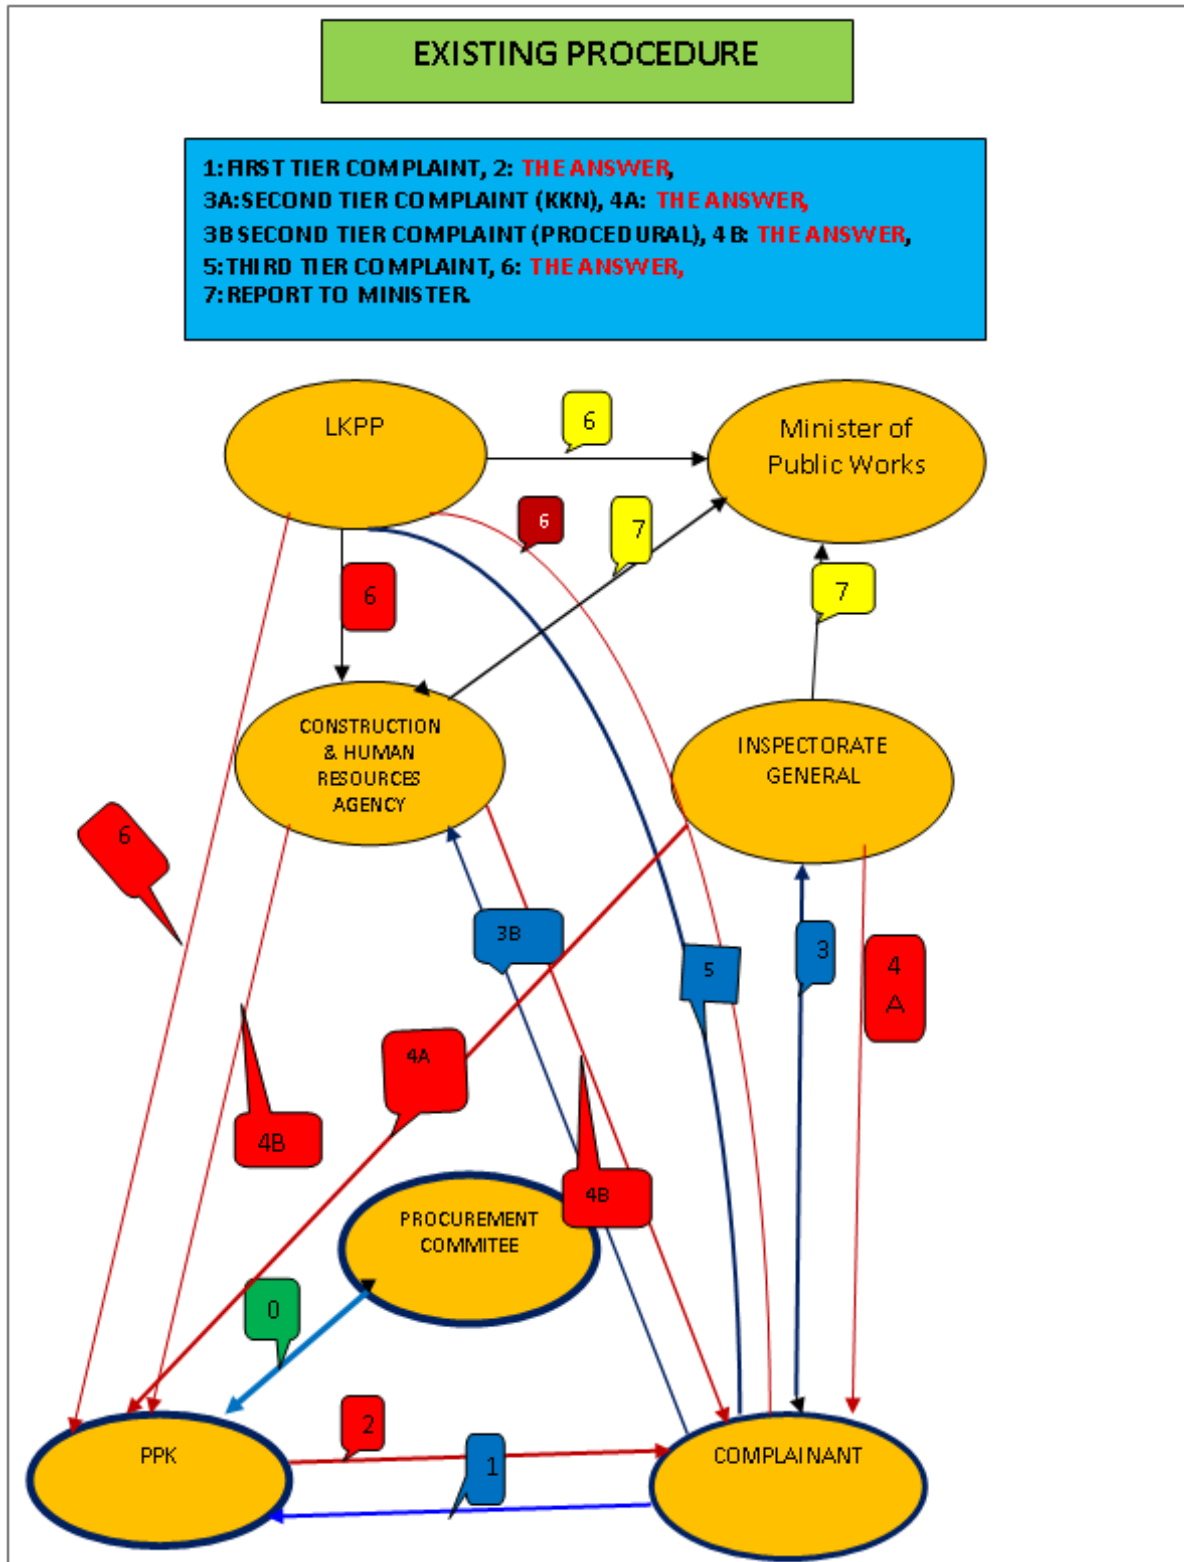 EXISTING PROCEDURE
1: FIRST TIER COMPLAINT, 2: THE ANSWER,
3A: SECOND TIER COMPLAINT (KKN), 4A: THE ANSWER,
3B SECOND TIER COMPLAINT (PROCEDURAL), 4B: THE ANSWER,
5: THIRD TIER COMPLAINT, 6: THE ANSWER,
7: REPORT TO MINISTER.
LKPP
6
Minister of
Public Works
6
7
6
7
CONSTRUCTION
& HUMAN
RESOURCES
AGENCY
INSPECTORATE
GENERAL
6
3B
5
3
4
A
4A
4B
4B
PROCUREMENT
COMMITEE
0
2
1
PPK
COMPLAINANT